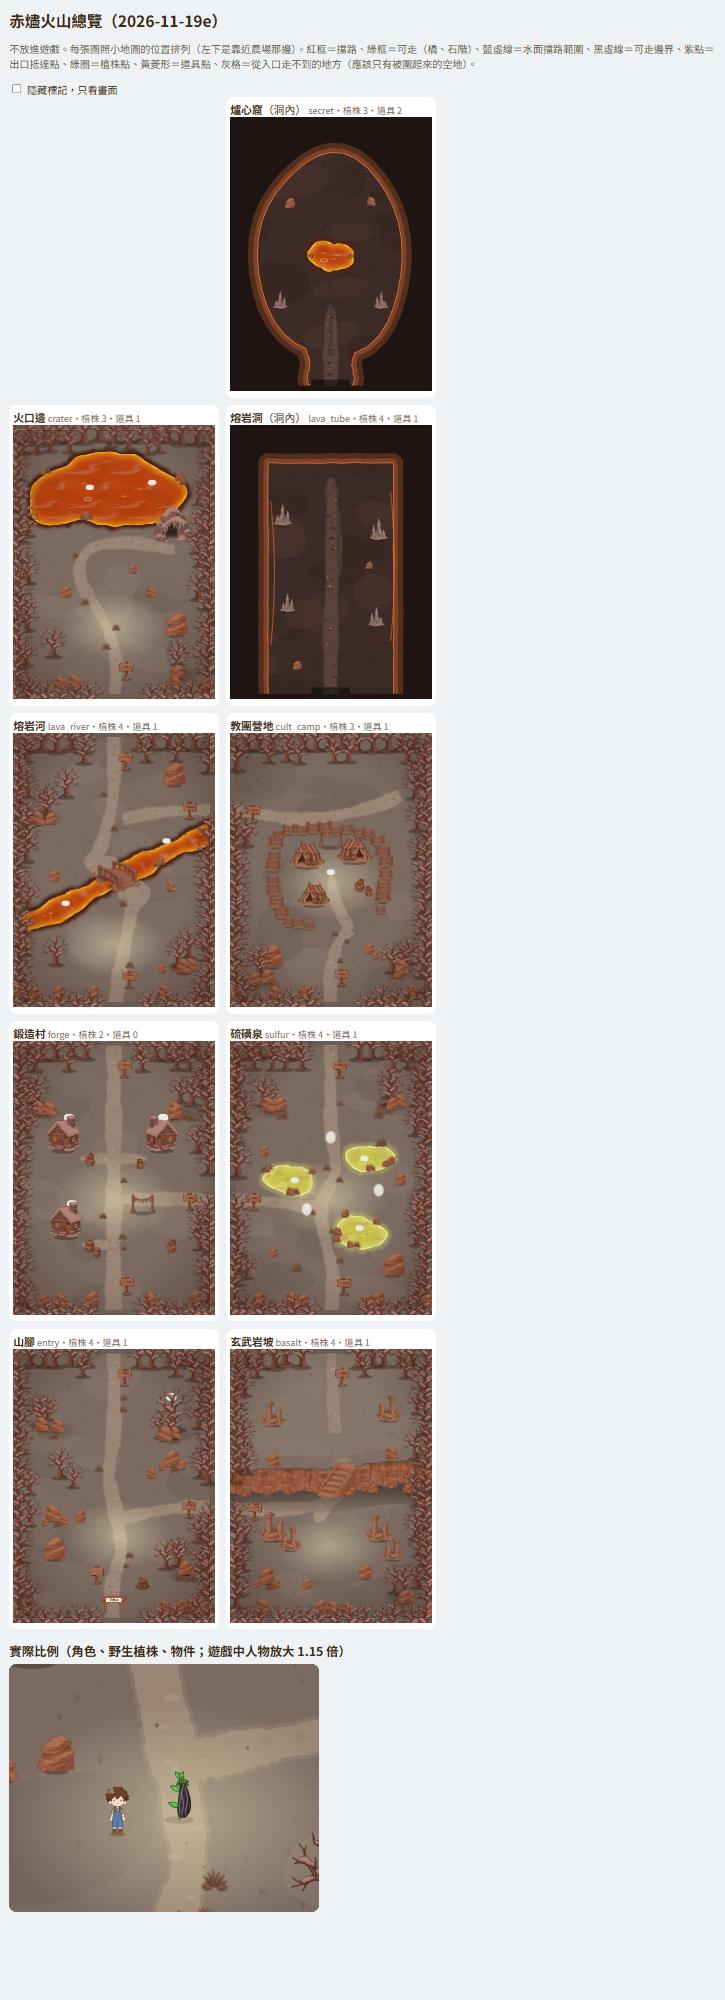 赤燼火山總覽（2026-11-19e）
不放進遊戲。每張圖照小地圖的位置排列（左下是靠近農場那邊）。紅框＝擋路、綠框＝可走（橋、石階）、藍虛線＝水面擋路範圍、黑虛線＝可走邊界、紫點＝
出口抵達點、綠圈＝植株點、黃菱形＝道具點、灰格＝從入口走不到的地方（應該只有被圍起來的空地）。
隱藏標記，只看畫面
爐心窟（洞內） secret・植株 3・道具 2
火口邊 crater・植株 3・道具 1
熔岩洞（洞內） lava_tube・植株 4・道具 1
熔岩河 lava_river・植株 4・道具 1
教團營地 cult_camp・植株 3・道具 1
鍛造村 forge・植株 2・道具 0
硫磺泉 sulfur・植株 4・道具 1
山腳 entry・植株 4・道具 1
玄武岩坡 basalt・植株 4・道具 1
實際比例（角色、野生植株、物件；遊戲中人物放大 1.15 倍）